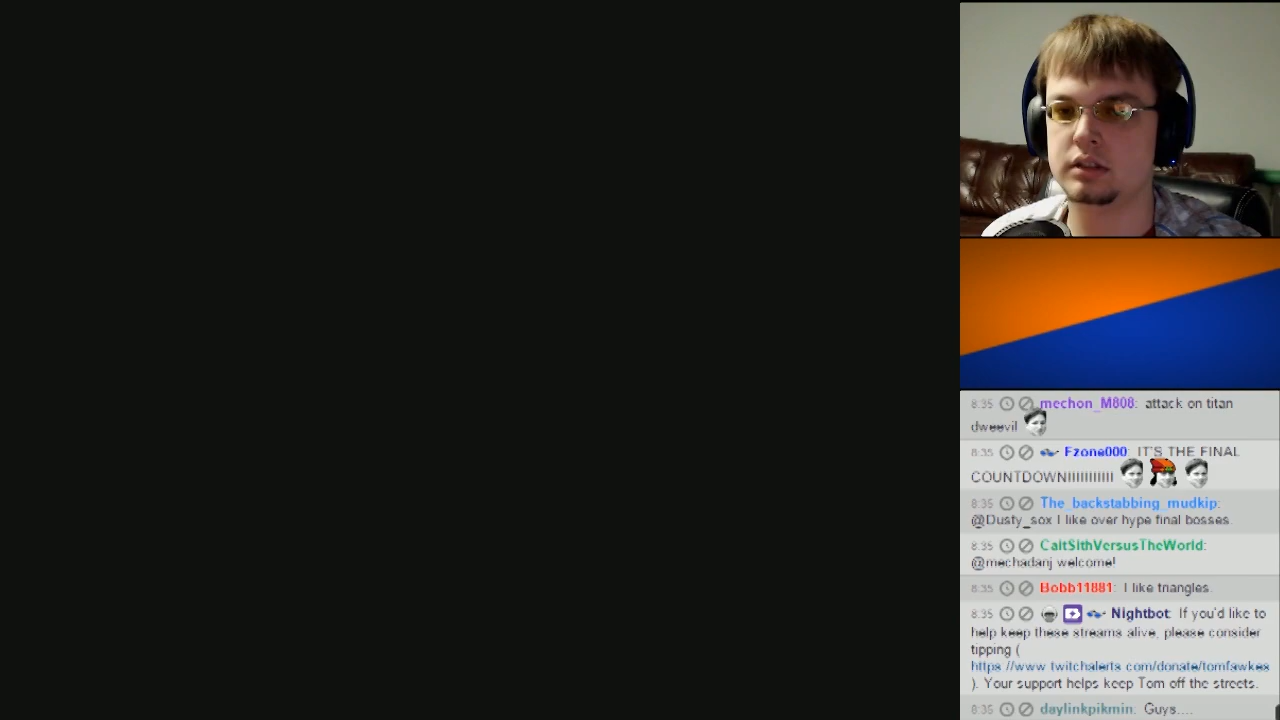 8:35 mechon_M808: attack on titan
dweevil
8:35 Fzone000: IT'S THE FINAL
COUNTDOWN!!!!!!!!!!!
8:35 The_backstabbing_mudkip:
@Dusty_sox I like over hype final bosses.
8:35 CaitSithVersusTheWorld:
@mechadanj welcome!
8:35 Bobb11881: I like triangles.
8:35 Nightbot: If you'd like to
help keep these streams alive, please consider
tipping (
https://www.twitchalerts.com/donate/tomfawkes
). Your support helps keep Tom off the streets.
8:35 daylinkpikmin: Guys....